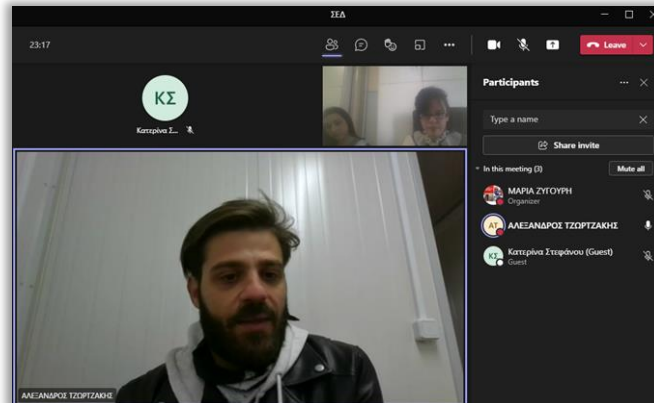 ΣΕΔ
23:17
Leave
ΚΣ
Κατερίνα Σ...
ΑΛΕΞΑΝΔΡΟΣ ΤΖΩΡΤΖΑΚΗΣ
Participants
Type a name
Share invite
In this meeting (3)
Mute all
ΜΑΡΙΑ ΖΥΓΟΥΡΗ
Organizer
ΑΤ
ΑΛΕΞΑΝΔΡΟΣ ΤΖΩΡΤΖΑΚΗΣ
ΚΣ
Κατερίνα Στεφάνου (Guest)
Guest